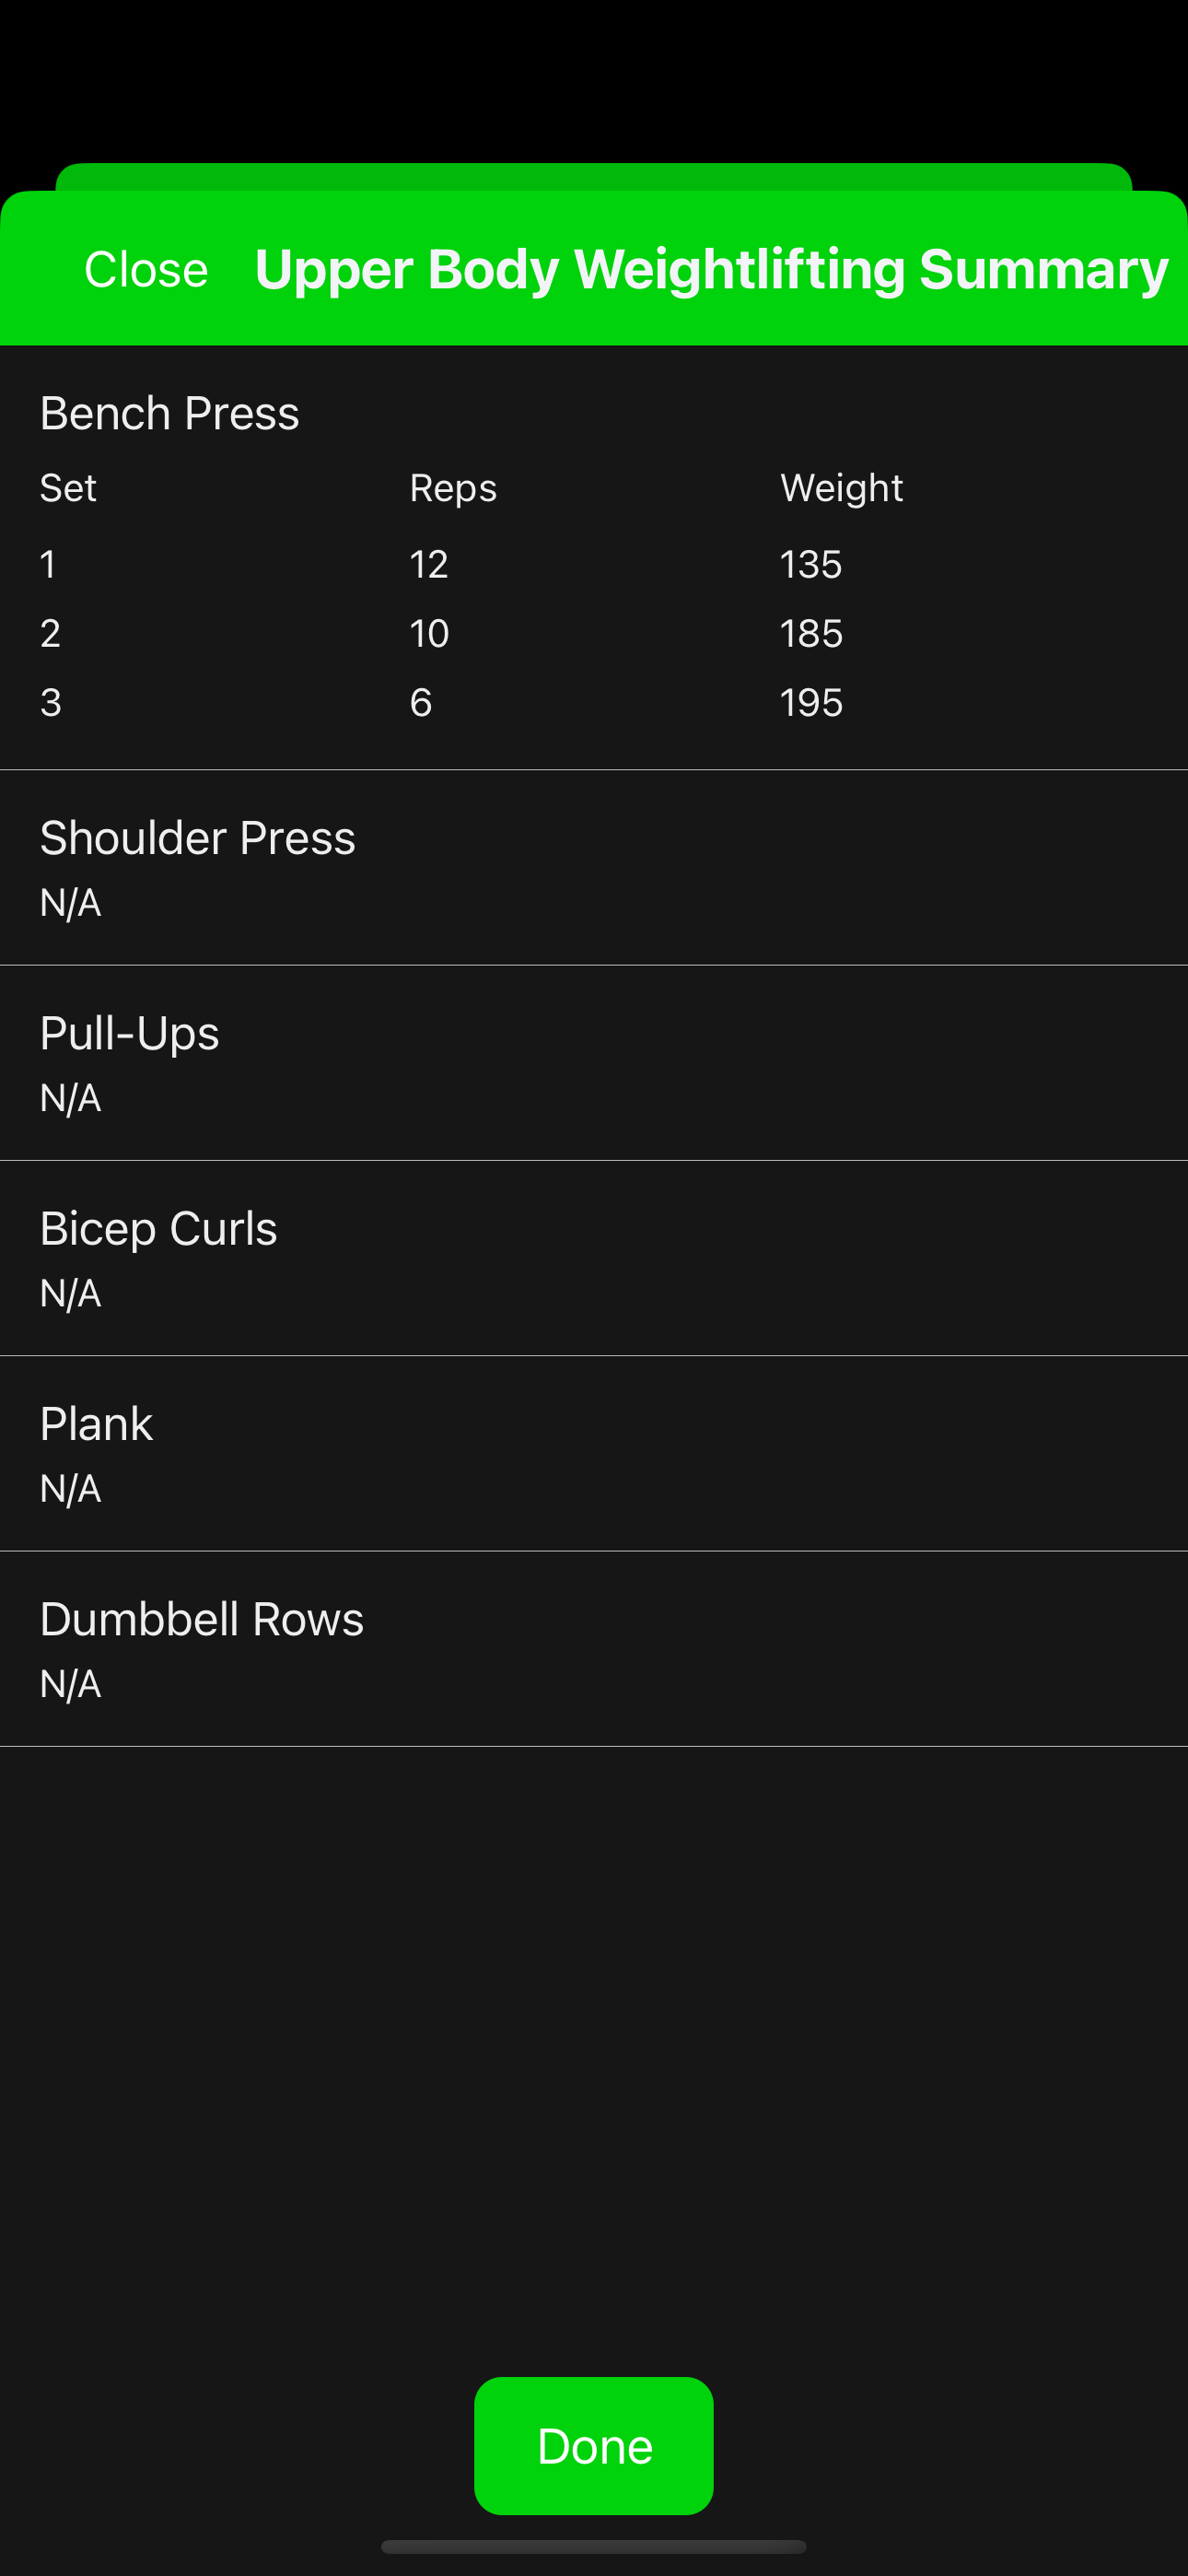 Close Upper Body Weightlifting Summary
Bench Press
Set Reps Weight
1 12 135
2 10 185
3 6 195
Shoulder Press
N/A
Pull-Ups
N/A
Bicep Curls
N/A
Plank
N/A
Dumbbell Rows
N/A
Done